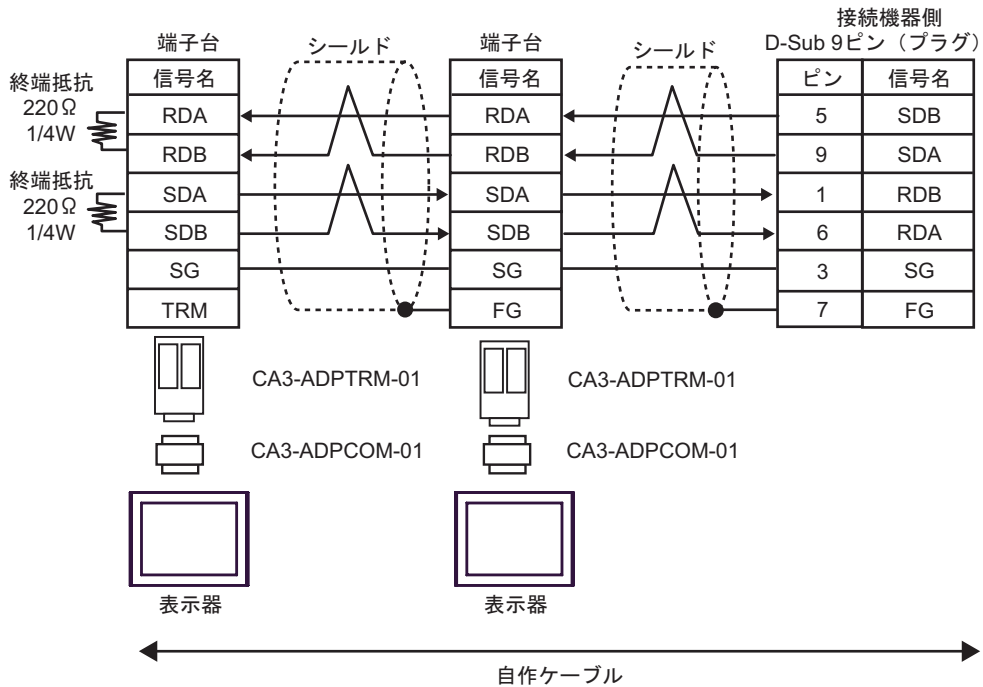 接続機器側
端子台 シールド 端子台 シールド D-Sub 9ピン（プラグ）
信号名 信号名 ピン 信号名
終端抵抗
220Ω
1/4W
RDA RDA 5 SDB
RDB RDB 9 SDA
終端抵抗
220Ω
1/4W
SDA SDA 1 RDB
SDB SDB 6 RDA
SG SG 3 SG
TRM FG 7 FG
CA3-ADPTRM-01 CA3-ADPTRM-01
CA3-ADPCOM-01 CA3-ADPCOM-01
表示器 表示器
自作ケーブル